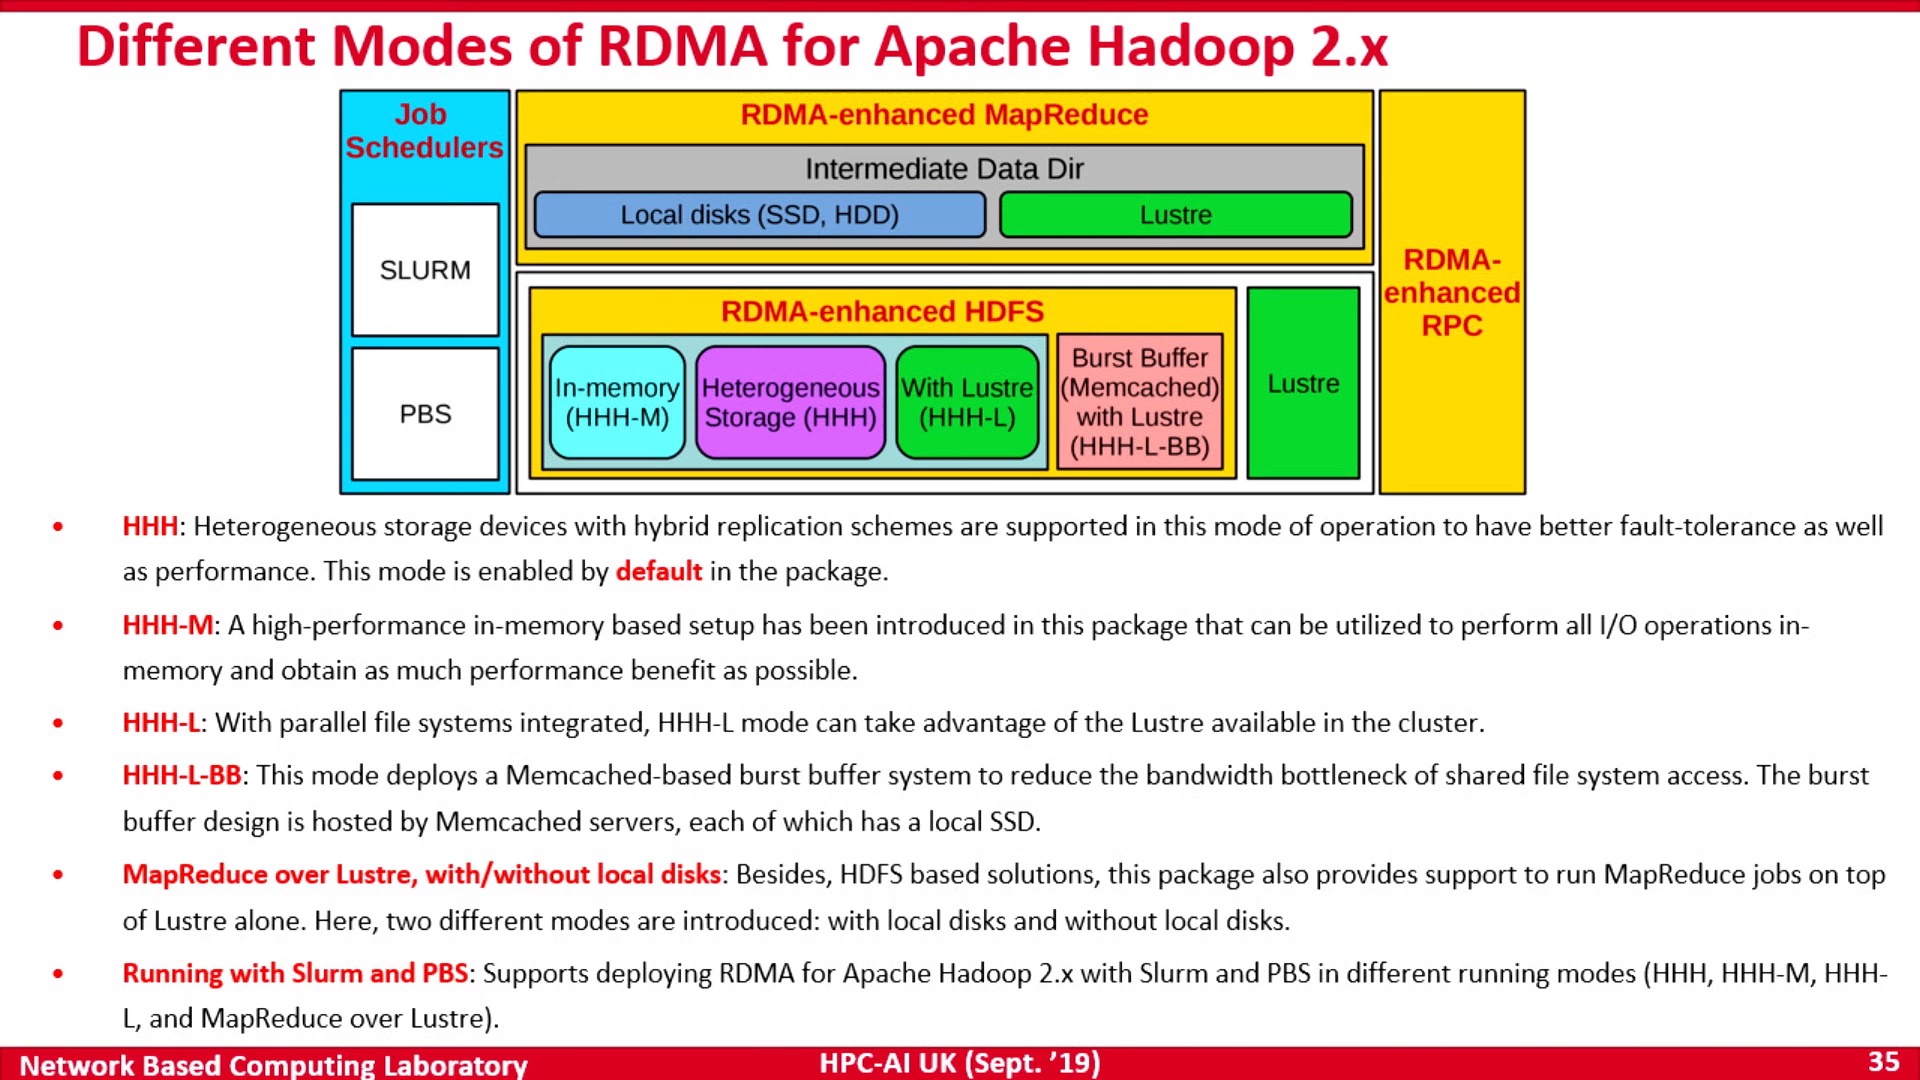 Different Modes of RDMA for Apache Hadoop 2.x
Job
Schedulers
SLURM
PBS
RDMA-enhanced MapReduce
Intermediate Data Dir
Local disks (SSD, HDD)
Lustre
RDMA-enhanced HDFS
In-memory
(HHH-M)
Heterogeneous
Storage (HHH)
With Lustre
(HHH-L)
Burst Buffer
(Memcached)
with Lustre
(HHH-L-BB)
Lustre
RDMA-
enhanced
RPC
• HHH: Heterogeneous storage devices with hybrid replication schemes are supported in this mode of operation to have better fault-tolerance as well
as performance. This mode is enabled by default in the package.
• HHH-M: A high-performance in-memory based setup has been introduced in this package that can be utilized to perform all I/O operations in-
memory and obtain as much performance benefit as possible.
• HHH-L: With parallel file systems integrated, HHH-L mode can take advantage of the Lustre available in the cluster.
• HHH-L-BB: This mode deploys a Memcached-based burst buffer system to reduce the bandwidth bottleneck of shared file system access. The burst
buffer design is hosted by Memcached servers, each of which has a local SSD.
• MapReduce over Lustre, with/without local disks: Besides, HDFS based solutions, this package also provides support to run MapReduce jobs on top
of Lustre alone. Here, two different modes are introduced: with local disks and without local disks.
• Running with Slurm and PBS: Supports deploying RDMA for Apache Hadoop 2.x with Slurm and PBS in different running modes (HHH, HHH-M, HHH-
L, and MapReduce over Lustre).
Network Based Computing Laboratory
HPC-AI UK (Sept. ’19)
35